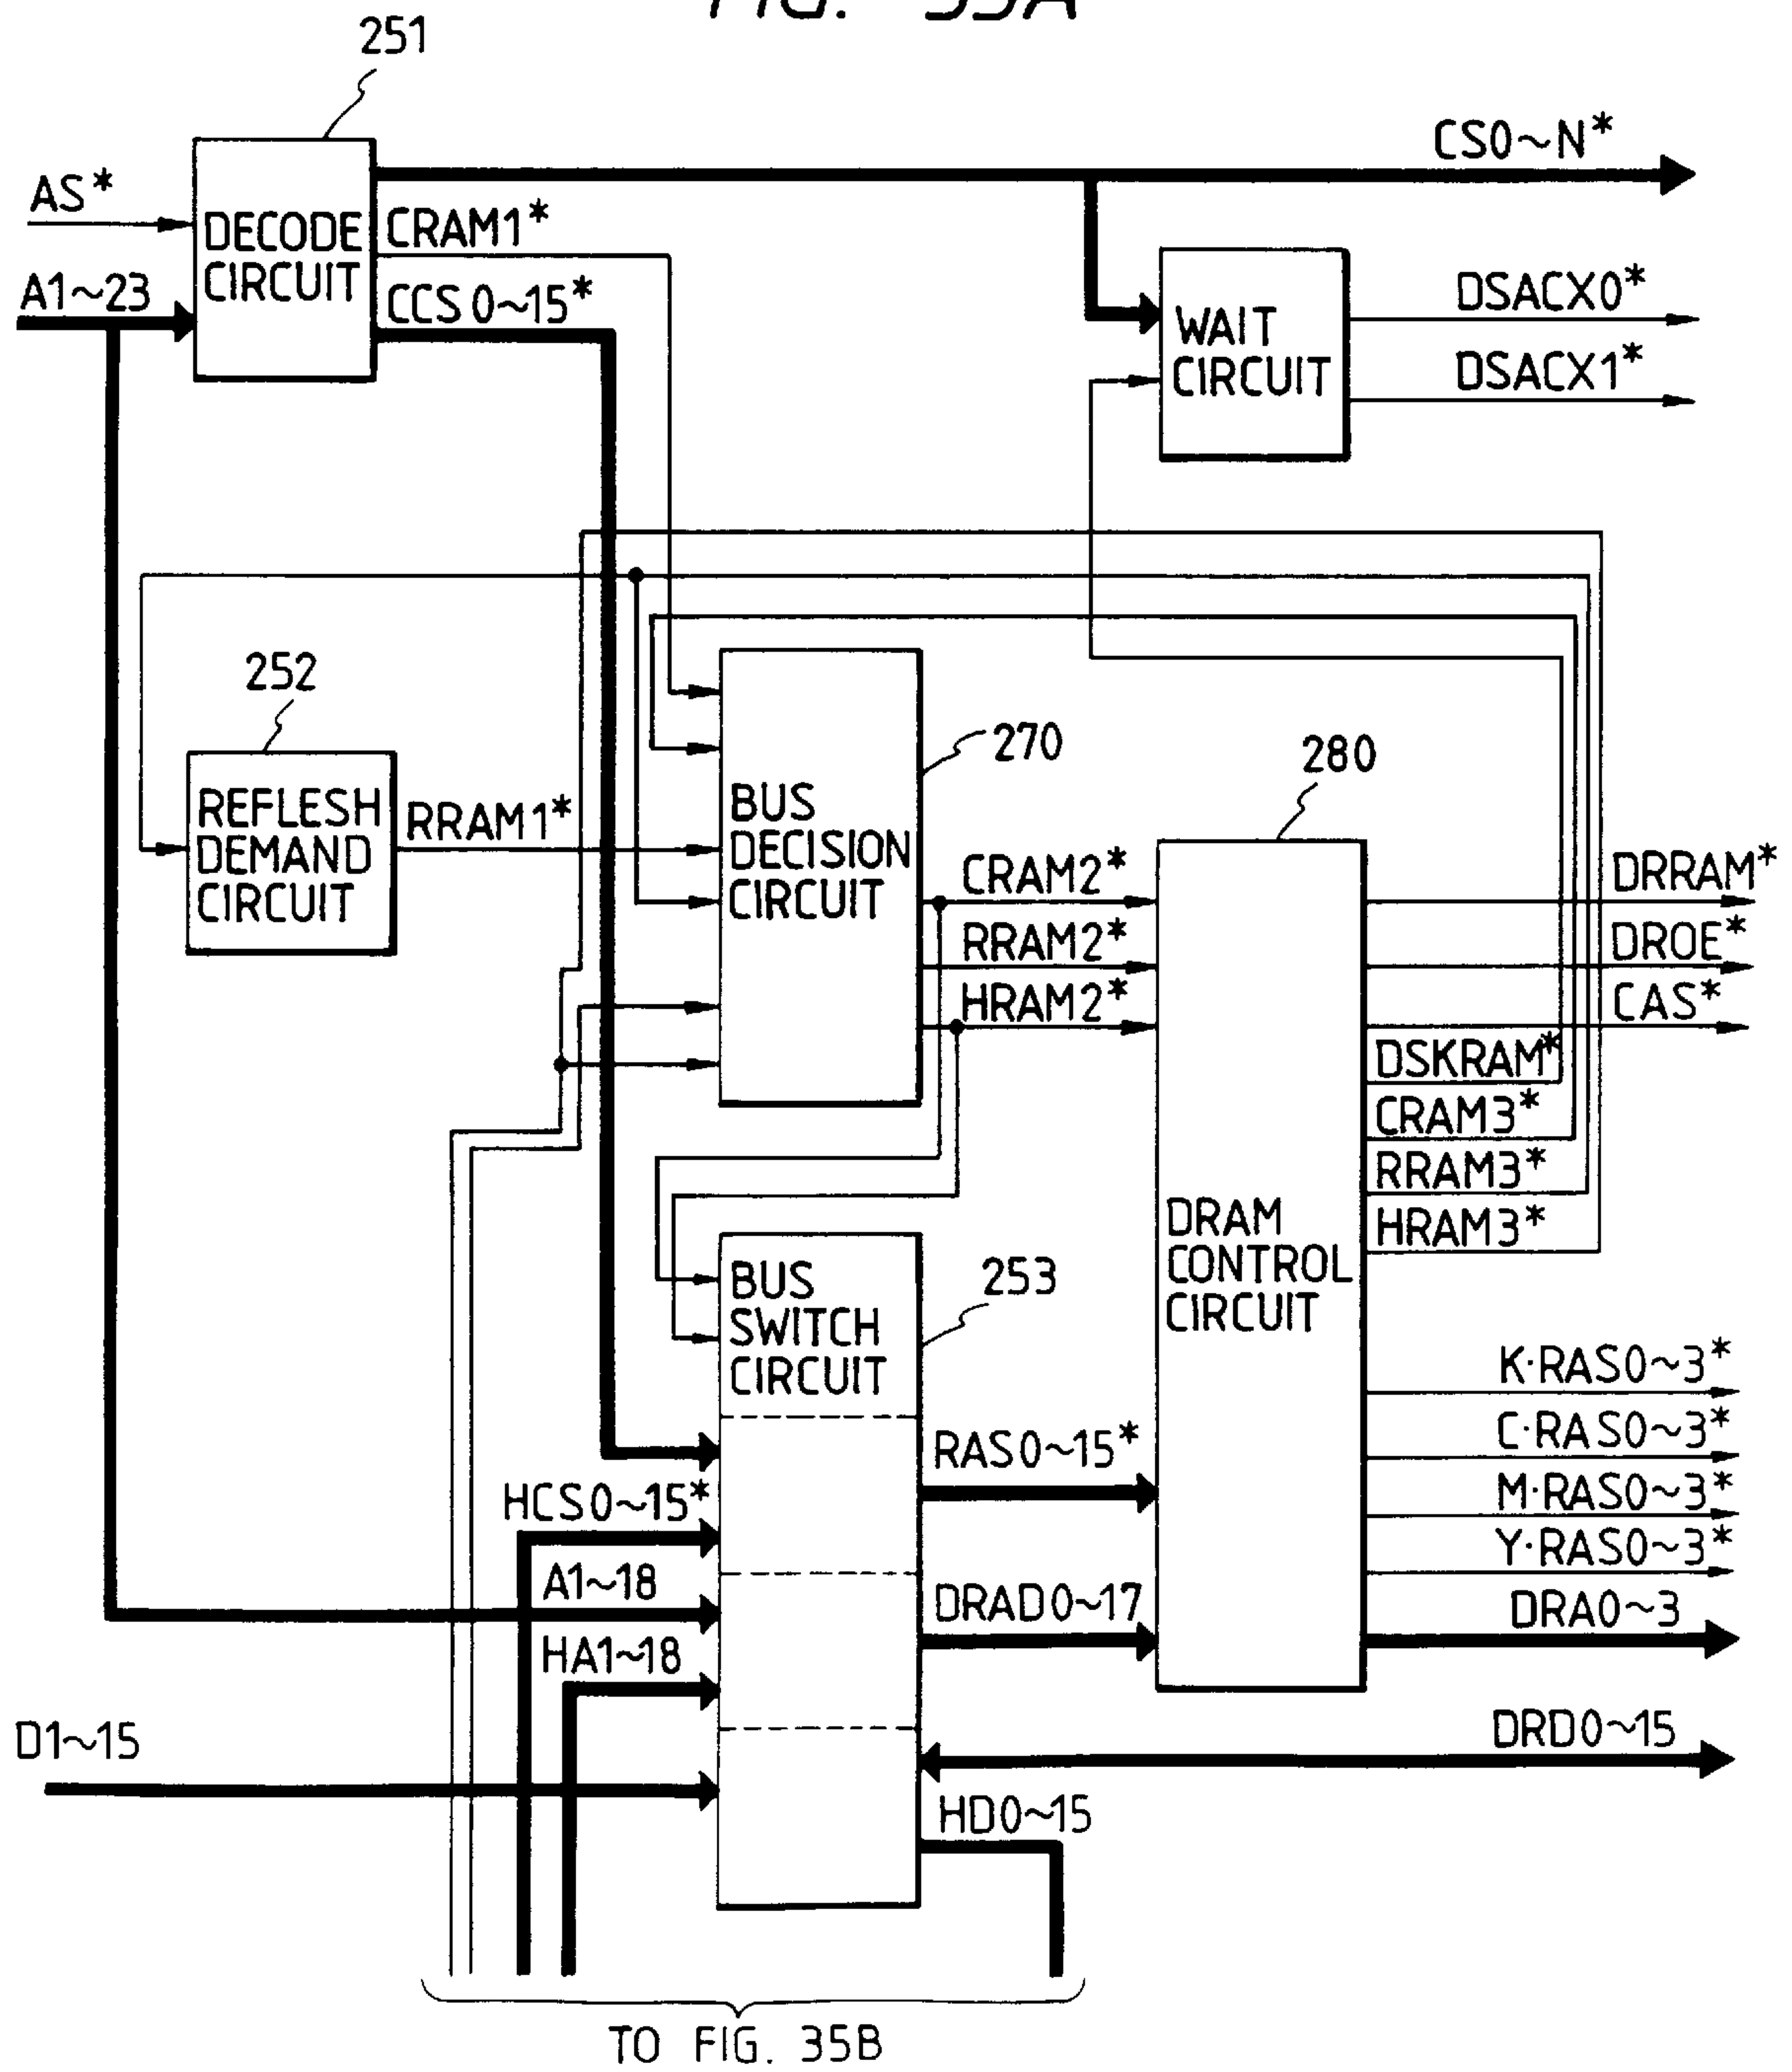 FIG. 35A
251
CS0~N*
AS*
DECODE
CIRCUIT
CRAM1*
A1~23
CCS0~15*
WAIT
CIRCUIT
DSACX0*
DSACX1*
252
270
280
REFLESH
DEMAND
CIRCUIT
RRAM1*
BUS
DECISION
CIRCUIT
CRAM2*
RRAM2*
HRAM2*
DRRAM*
DROE*
CAS*
DSKRAM*
CRAM3*
RRAM3*
HRAM3*
DRAM
CONTROL
CIRCUIT
BUS
SWITCH
CIRCUIT
253
K·RAS0~3*
C·RAS0~3*
M·RAS0~3*
Y·RAS0~3*
RAS0~15*
HCS0~15*
A1~18
DRAD0~17
DRA0~3
HA1~18
D1~15
DRD0~15
HD0~15
TO FIG. 35B